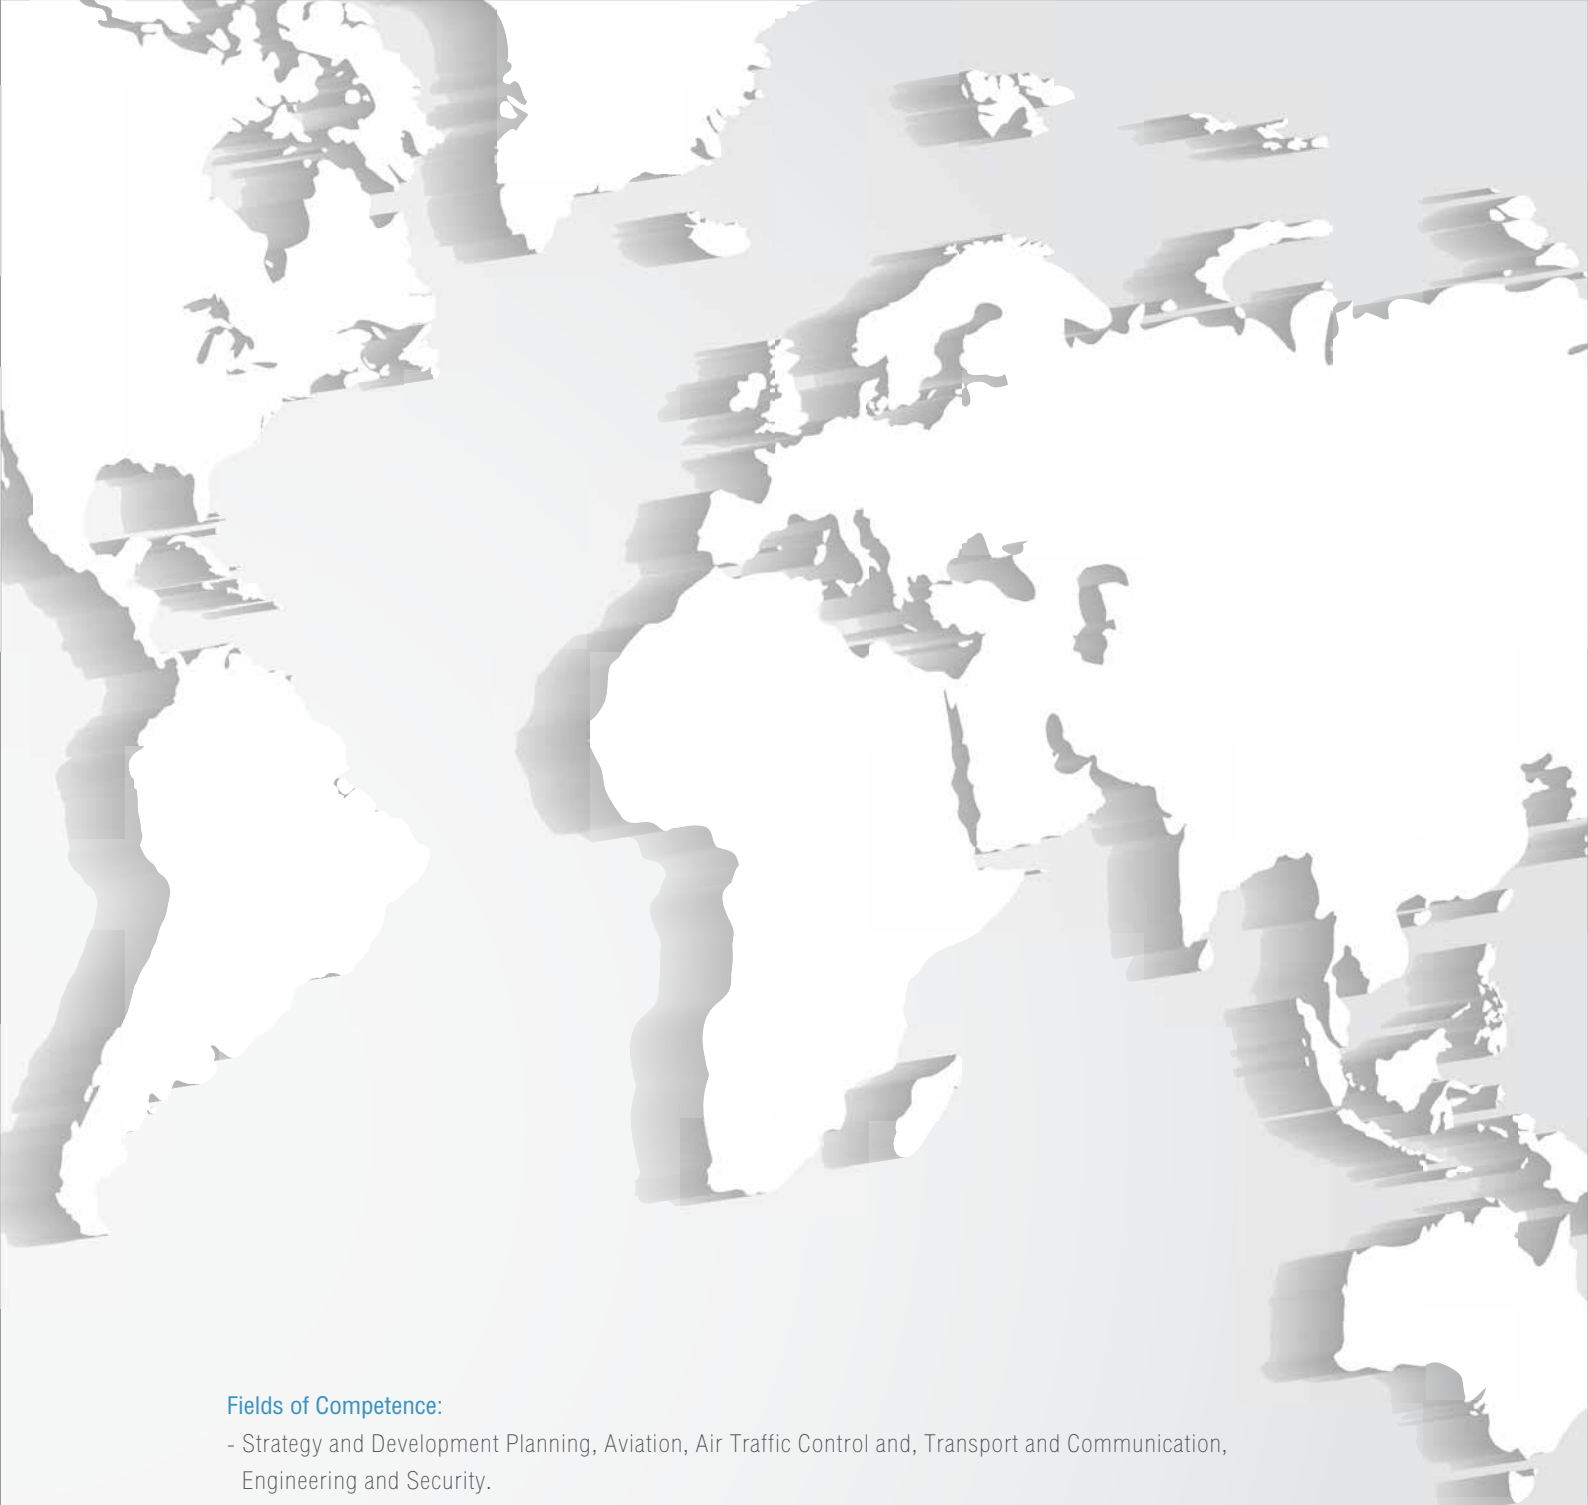 Fields of Competence:
- Strategy and Development Planning, Aviation, Air Traffic Control and, Transport and Communication,
Engineering and Security.